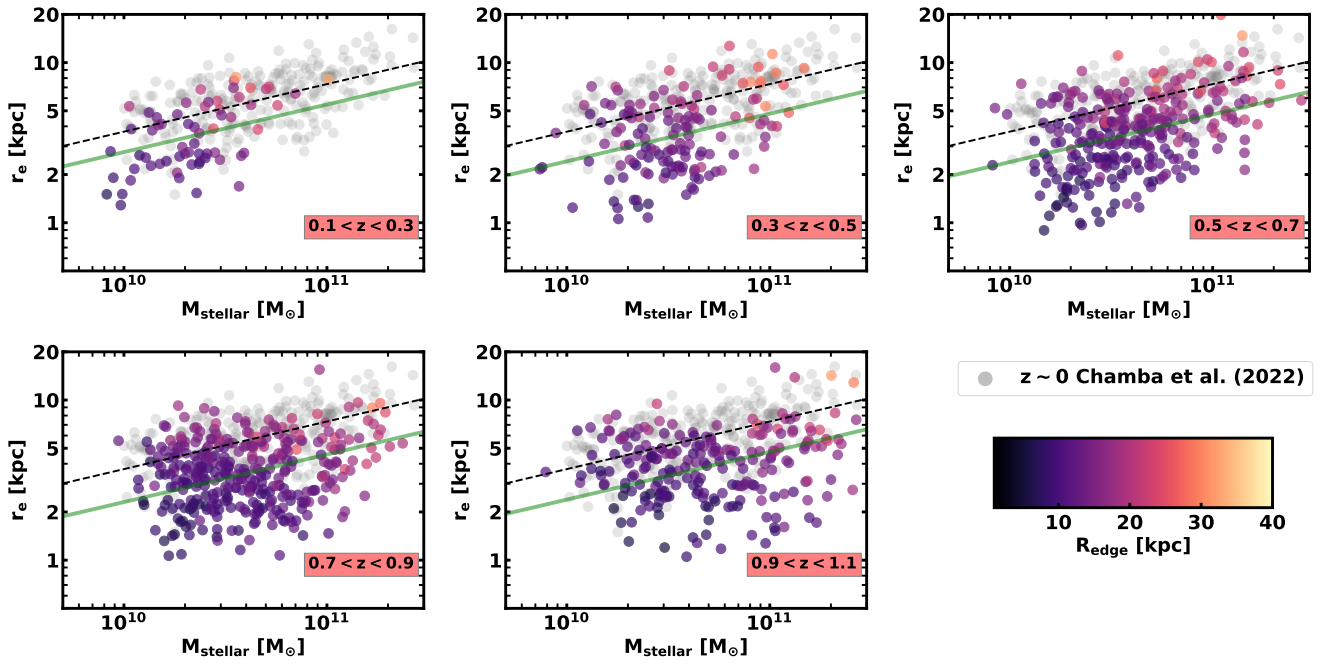 20
10
5
2
1
r_e [kpc]
0.1 < z < 0.3
10^10 10^11
M_stellar [M_⊙]
20
10
5
2
1
r_e [kpc]
0.3 < z < 0.5
10^10 10^11
M_stellar [M_⊙]
20
10
5
2
1
r_e [kpc]
0.5 < z < 0.7
10^10 10^11
M_stellar [M_⊙]
20
10
5
2
1
r_e [kpc]
0.7 < z < 0.9
10^10 10^11
M_stellar [M_⊙]
20
10
5
2
1
r_e [kpc]
0.9 < z < 1.1
10^10 10^11
M_stellar [M_⊙]
z ~ 0 Chamba et al. (2022)
10 20 30 40
R_edge [kpc]